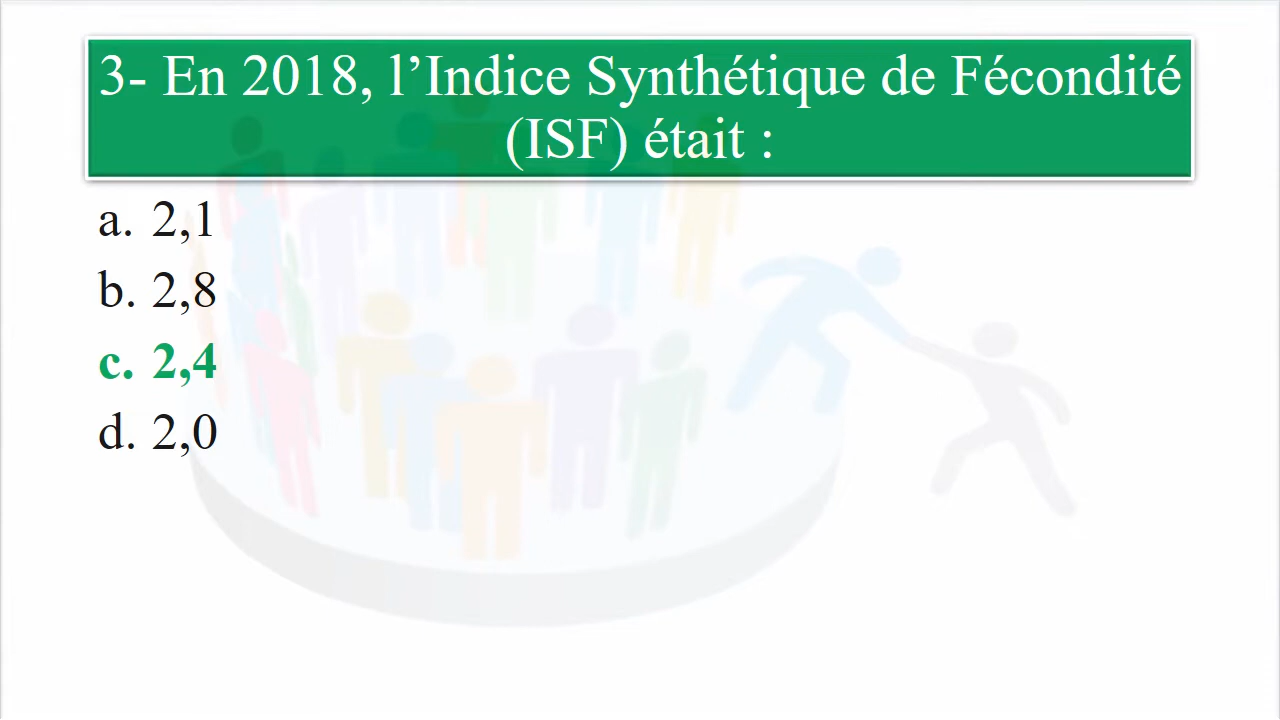 3- En 2018, l’Indice Synthétique de Fécondité
(ISF) était :
a. 2,1
b. 2,8
c. 2,4
d. 2,0